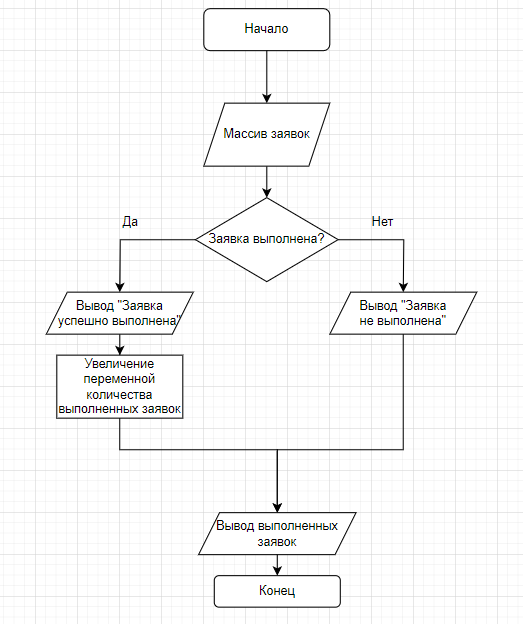 Начало
Массив заявок
Заявка выполнена?
Да
Нет
Вывод "Заявка
успешно выполнена"
Вывод "Заявка
не выполнена"
Увеличение
переменной
количества
выполненных заявок
Вывод выполненных
заявок
Конец